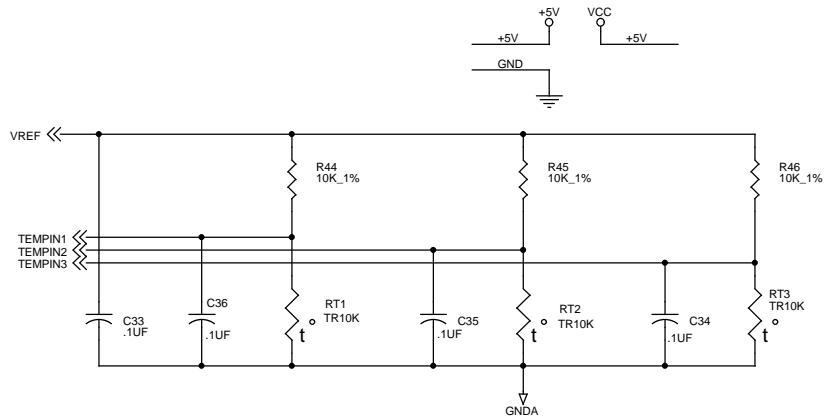 +5V VCC
+5V +5V
GND
VREF
R44 R45 R46
10K_1% 10K_1% 10K_1%
TEMPIN1
TEMPIN2
TEMPIN3
C33
.1UF
C36
.1UF
RT1
TR10K
t
C35
.1UF
RT2
TR10K
t
C34
.1UF
RT3
TR10K
t
GNDA